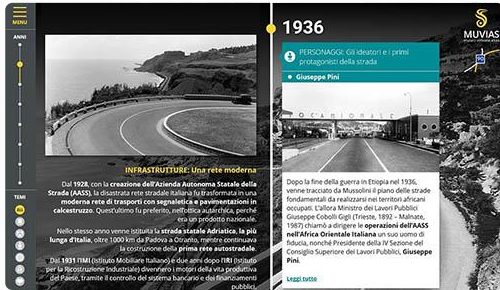 MENU
ANNI
TEMI
1936
MUVIAS
90
PERSONAGGI: Gli ideatori e i primi
protagonisti della strada
Giuseppe Pini
OCAMIONALE
INFRASTRUTTURE: Una rete moderna
Dal 1928, con la creazione dell'Azienda Autonoma Statale della
Strada (AASS), la disastrata rete stradale italiana fu trasformata in una
moderna rete di trasporti con segnaletica e pavimentazioni in
calcestruzzo. Quest'ultimo fu preferito, nell'ottica autarchica, perché
era un prodotto nazionale.
Nello stesso anno venne istituita la strada statale Adriatica, la più
lunga d'Italia, oltre 1000 km da Padova a Otranto, mentre continuava
la costruzione della prima rete autostradale.
Dal 1931 l'IMI (Istituto Mobiliare Italiano) e due anni dopo l'IRI (Istituto
per la Ricostruzione Industriale) divennero i motori della vita produttiva
del Paese, tramite il controllo del sistema bancario e dei finanziamenti
pubblici,
Dopo la fine della guerra in Etiopia nel 1936,
venne tracciato da Mussolini il piano delle strade
fondamentali da realizzarsi nei territori africani
occupati. L'allora Ministro dei Lavori Pubblici
Giuseppe Cobolli Gigli (Trieste, 1892 – Malnate,
1987) chiamò a dirigere le operazioni dell'AASS
nell'Africa Orientale Italiana un suo uomo di
fiducia, nonché Presidente della IV Sezione del
Consiglio Superiore dei Lavori Pubblici, Giuseppe
Pini.
Leggi tutto